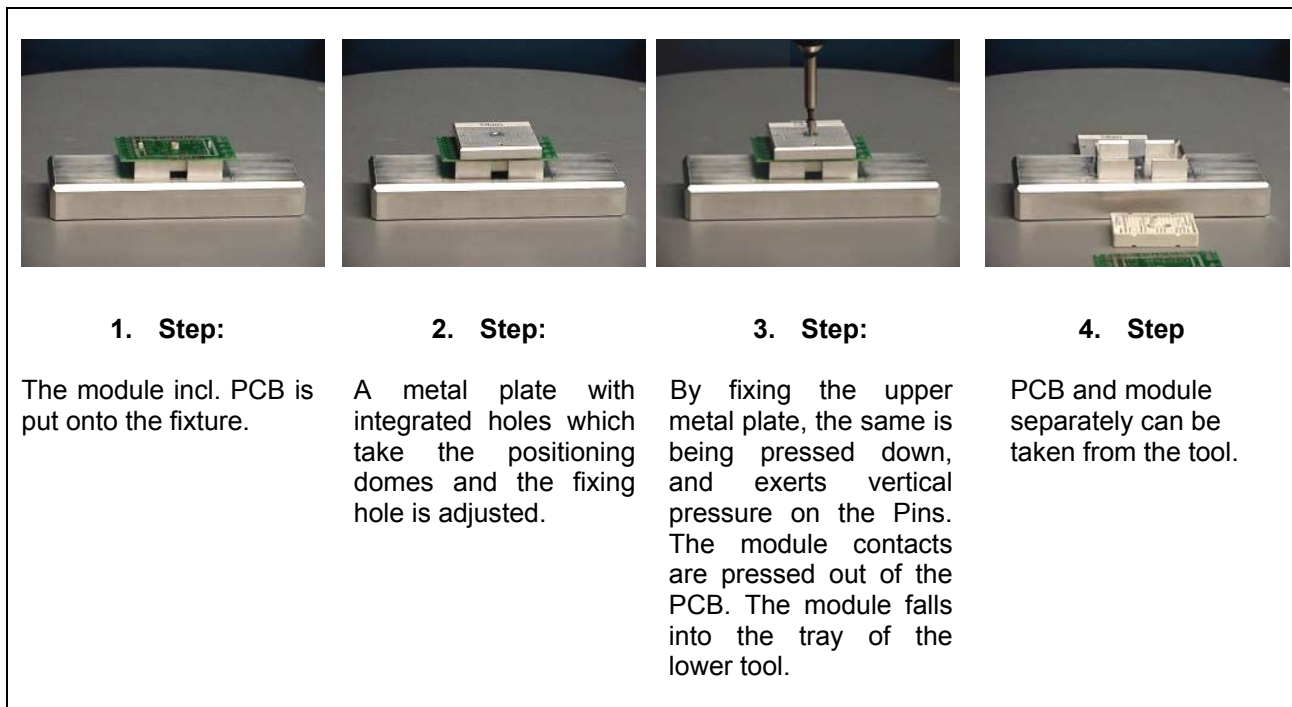 1. Step:
The module incl. PCB is
put onto the fixture.
2. Step:
A metal plate with
integrated holes which
take the positioning
domes and the fixing
hole is adjusted.
3. Step:
By fixing the upper
metal plate, the same is
being pressed down,
and exerts vertical
pressure on the Pins.
The module contacts
are pressed out of the
PCB. The module falls
into the tray of the
lower tool.
4. Step
PCB and module
separately can be
taken from the tool.